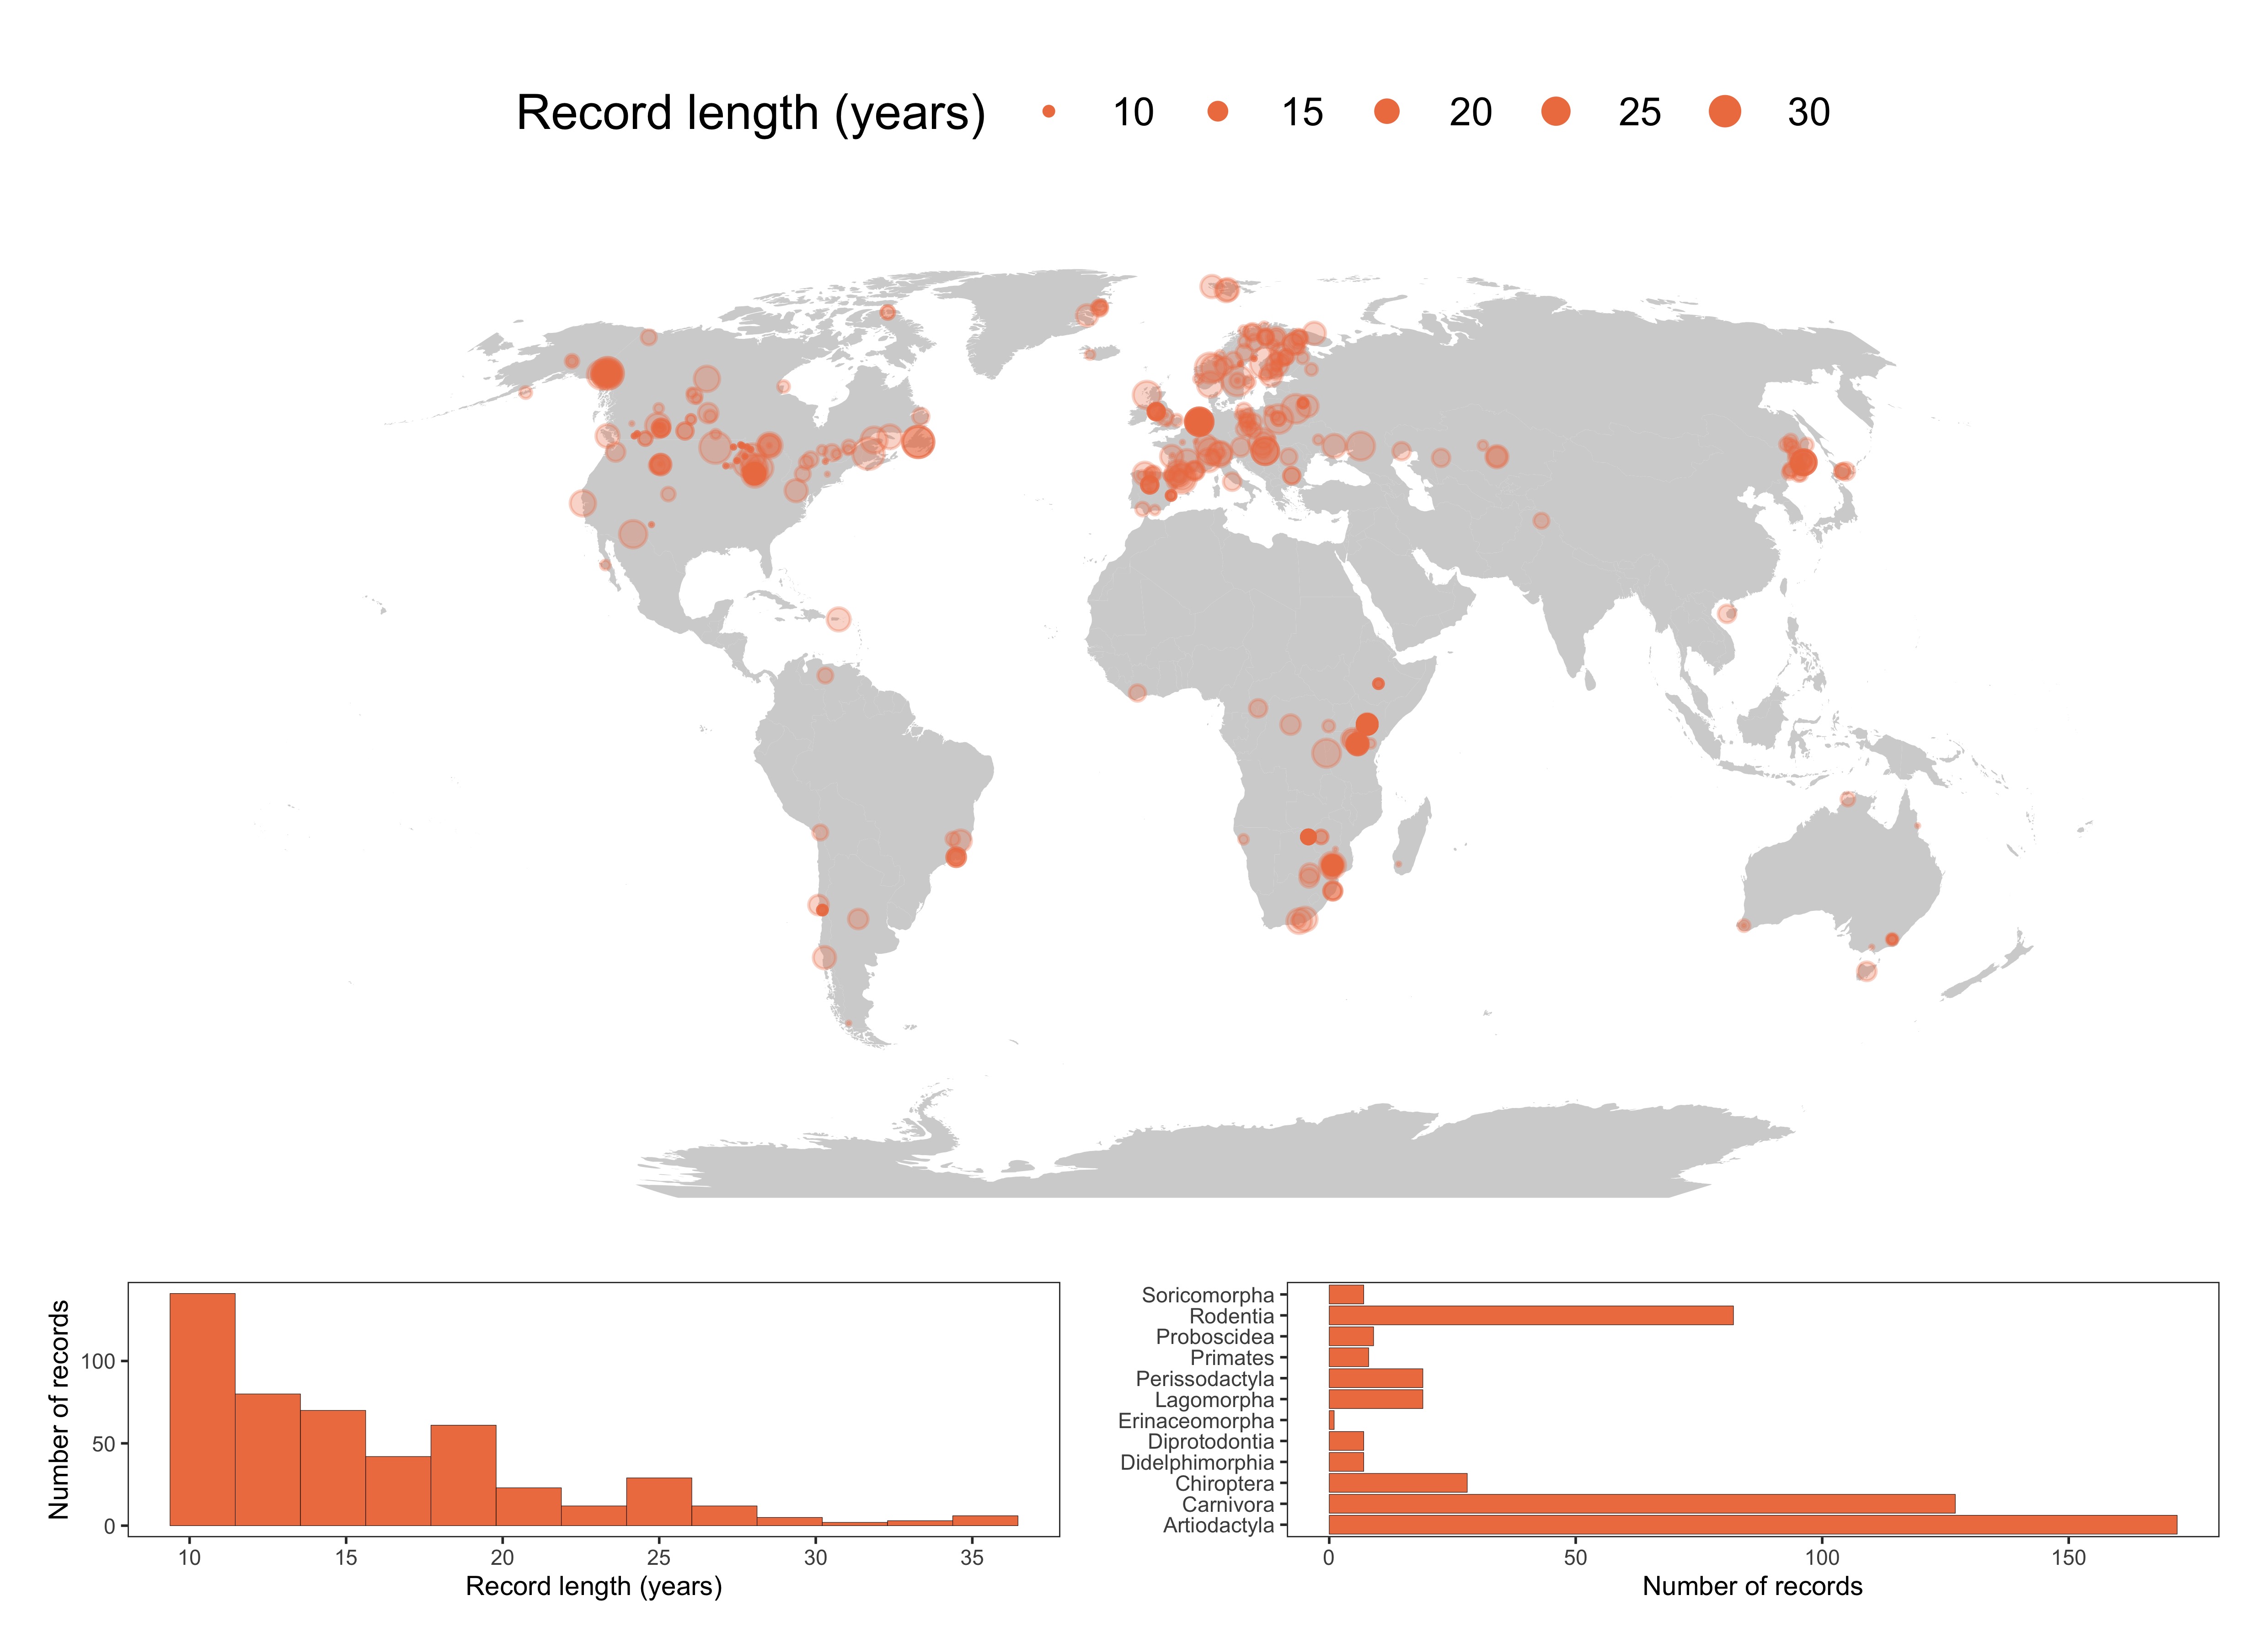 Record length (years) 10 15 20 25 30
Number of records
100
50
0
10 15 20 25 30 35
Record length (years)
Soricomorpha
Rodentia
Proboscidea
Primates
Perissodactyla
Lagomorpha
Erinaceomorpha
Diprotodontia
Didelphimorphia
Chiroptera
Carnivora
Artiodactyla
0 50 100 150
Number of records